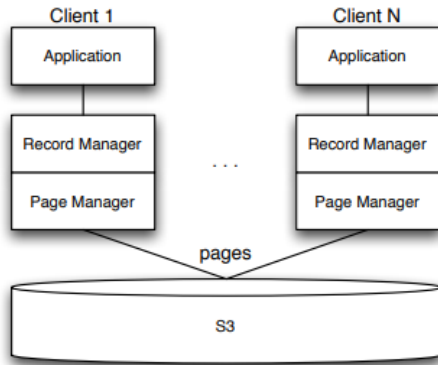 Client 1
Client N
Application
Application
Record Manager
Record Manager
. . .
Page Manager
Page Manager
pages
S3